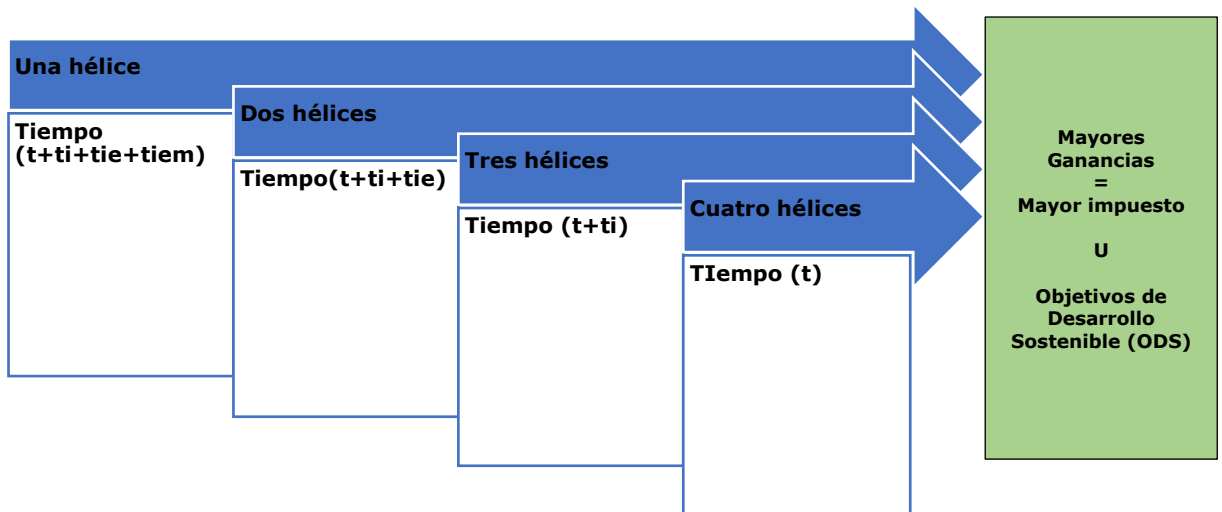 Una hélice
Tiempo
(t+ti+tie+tiem)
Dos hélices
Tiempo(t+ti+tie)
Tres hélices
Tiempo (t+ti)
Cuatro hélices
TIempo (t)
Mayores
Ganancias
=
Mayor impuesto
U
Objetivos de
Desarrollo
Sostenible (ODS)